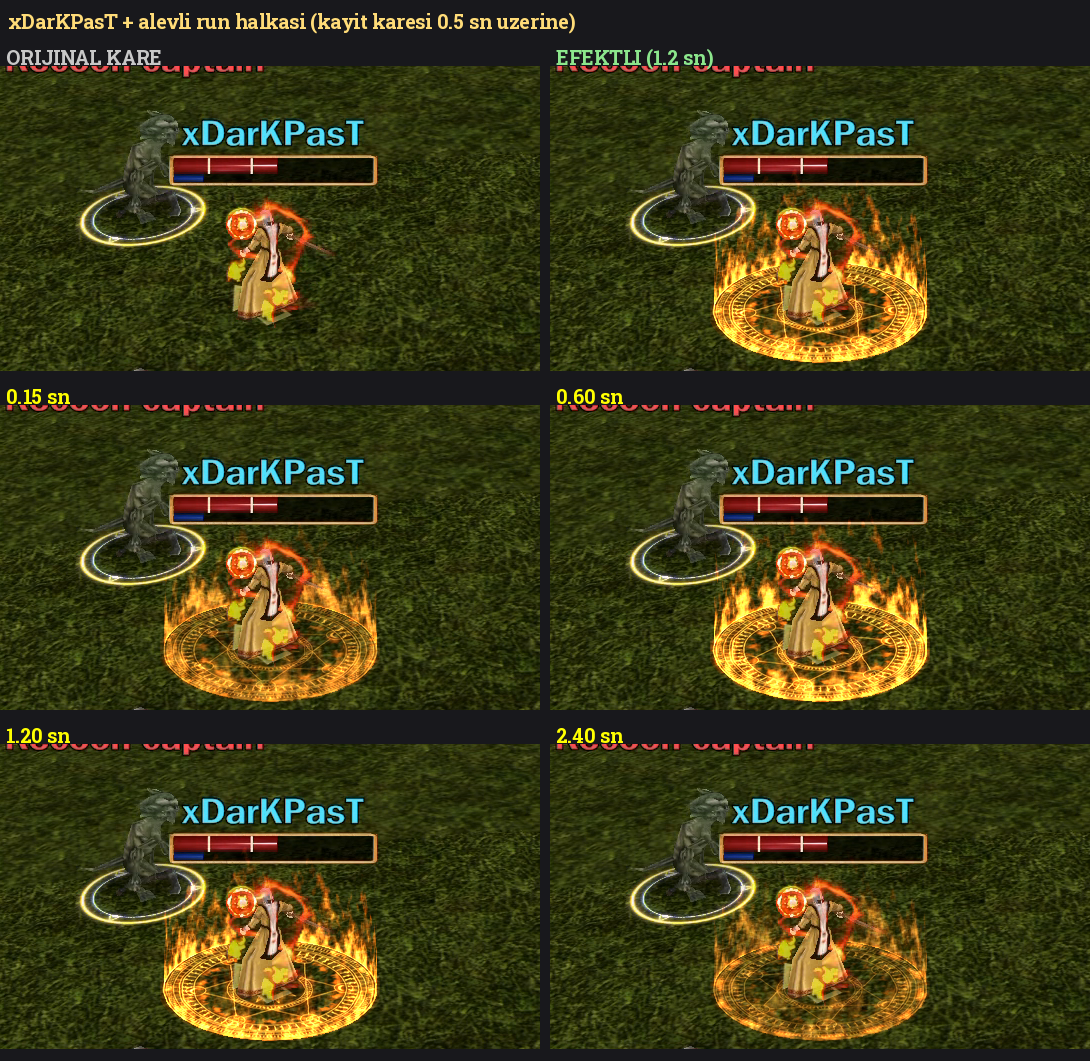 xDarKPasT + alevli run halkasi (kayit karesi 0.5 sn uzerine)
ORIJINAL KARE
EFEKTLI (1.2 sn)
xDarKPasT
xDarKPasT
0.15 sn
0.60 sn
xDarKPasT
xDarKPasT
1.20 sn
2.40 sn
xDarKPasT
xDarKPasT